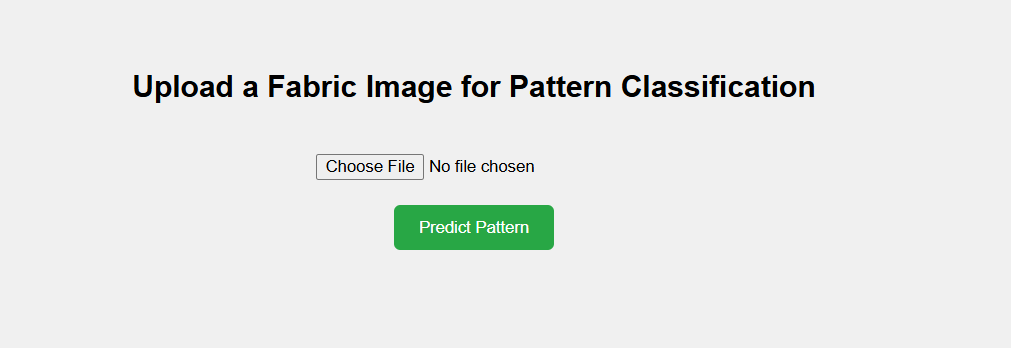 Upload a Fabric Image for Pattern Classification
Choose File No file chosen
Predict Pattern